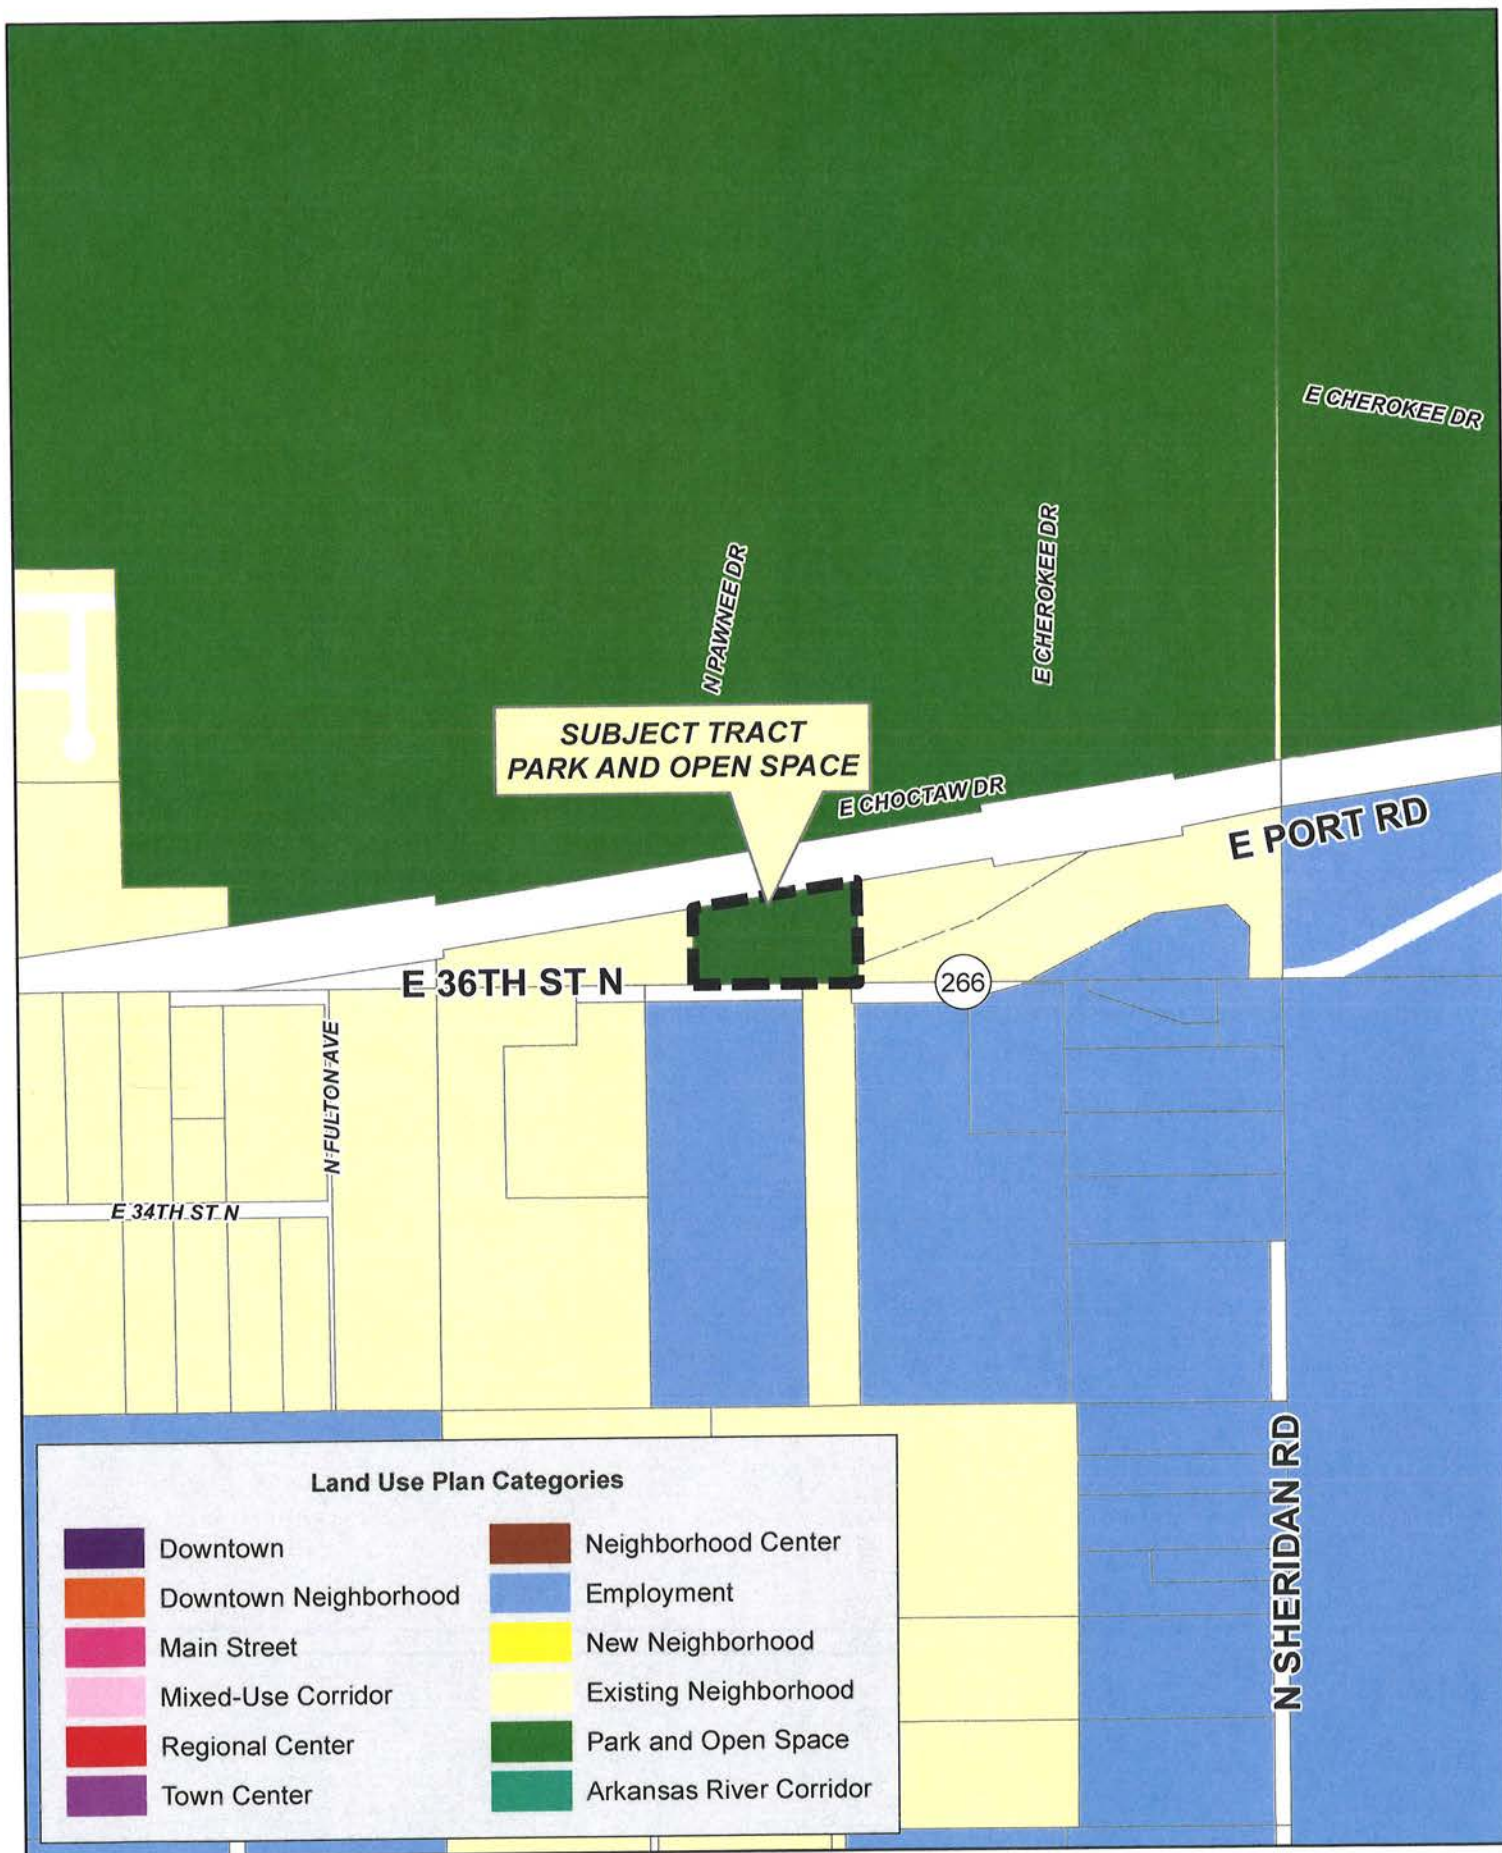 E CHEROKEE DR
E CHEROKEE DR
N PAWNEE DR
SUBJECT TRACT
PARK AND OPEN SPACE
E CHOCTAW DR
E PORT RD
E 36TH ST N
266
N FULTON AVE
E 34TH ST N
N SHERIDAN RD
Land Use Plan Categories
Downtown
Downtown Neighborhood
Main Street
Mixed-Use Corridor
Regional Center
Town Center
Neighborhood Center
Employment
New Neighborhood
Existing Neighborhood
Park and Open Space
Arkansas River Corridor